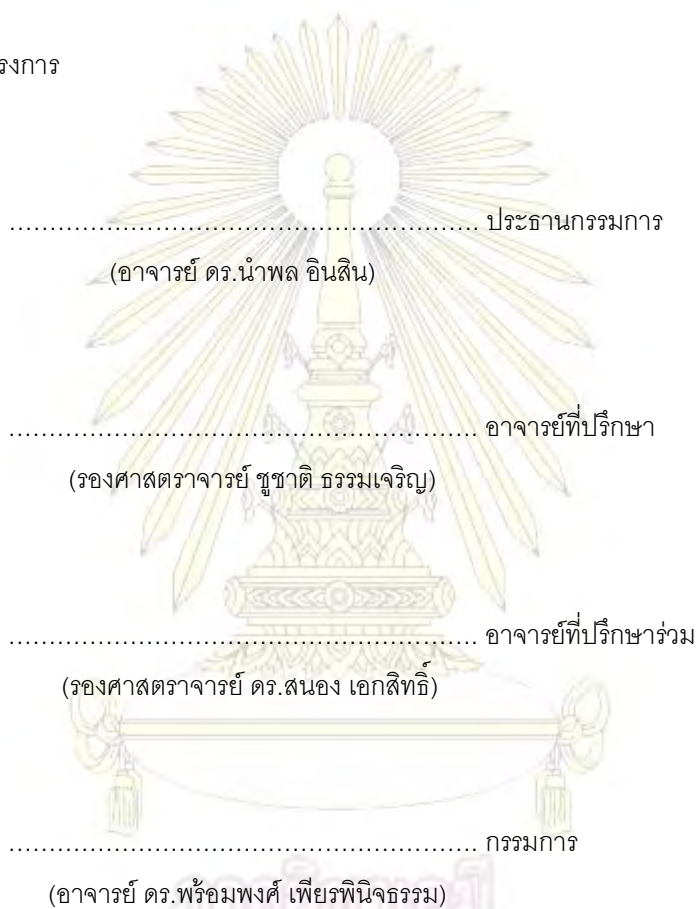 รงการ
............................................................ ประธานกรรมการ
(อาจารย์ ดร.นำพล อินสิน)
............................................................ อาจารย์ที่ปรึกษา
(รองศาสตราจารย์ ชูชาติ ธรรมเจริญ)
............................................................ อาจารย์ที่ปรึกษาร่วม
(รองศาสตราจารย์ ดร.สนอง เอกสิทธิ์)
............................................................ กรรมการ
(อาจารย์ ดร.พร้อมพงศ์ เพียรพินิจธรรม)